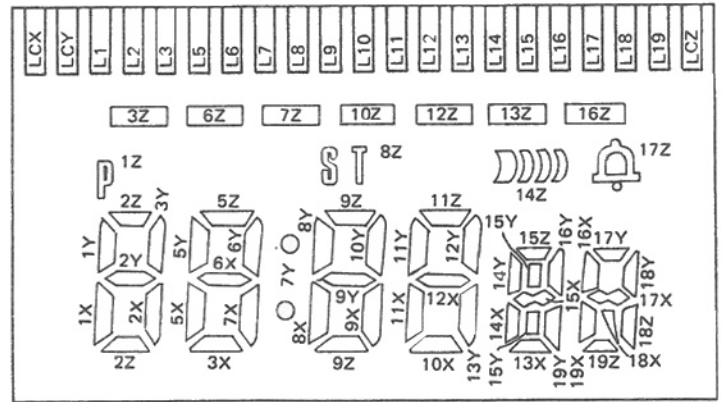 LCX LCY L1 L2 L3 L5 L6 L7 L8 L9 L10 L11 L12 L13 L14 L15 L16 L17 L18 L19 LCZ
3Z 6Z 7Z 10Z 12Z 13Z 16Z
P 1Z S T 8Z 17Z
14Z
2Z 3Y 5Z 9Z 11Z
8Y 15Y 15Z 16Y 16X 17Y
1Y 5Y 6Y 10Y 11Y 12Y 14Y 18Y
2Y 6X 7Y 9Y 12X 15X 17X
1X 2X 5X 7X 8X 9X 11X 14X 18Z
2Z 3X 9Z 10X 13Y 15Y 13X 19Y 19X 19Z 18X